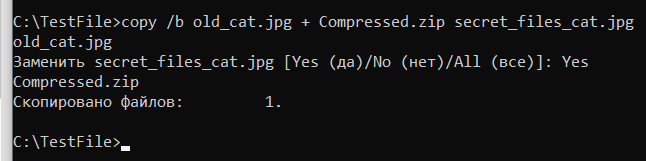 C:\TestFile>copy /b old_cat.jpg + Compressed.zip secret_files_cat.jpg
old_cat.jpg
Заменить secret_files_cat.jpg [Yes (да)/No (нет)/All (все)]: Yes
Compressed.zip
Скопировано файлов:         1.
C:\TestFile>